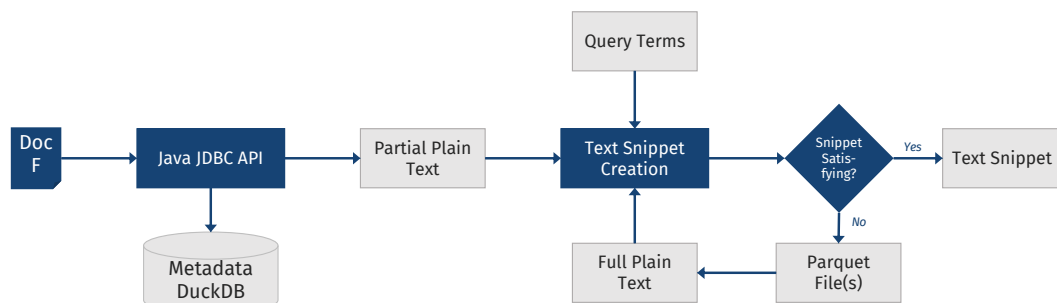 Query Terms
Doc
F
Java JDBC API
Partial Plain
Text
Text Snippet
Creation
Snippet
Satis-
fying?
Yes
Text Snippet
No
Metadata
DuckDB
Full Plain
Text
Parquet
File(s)